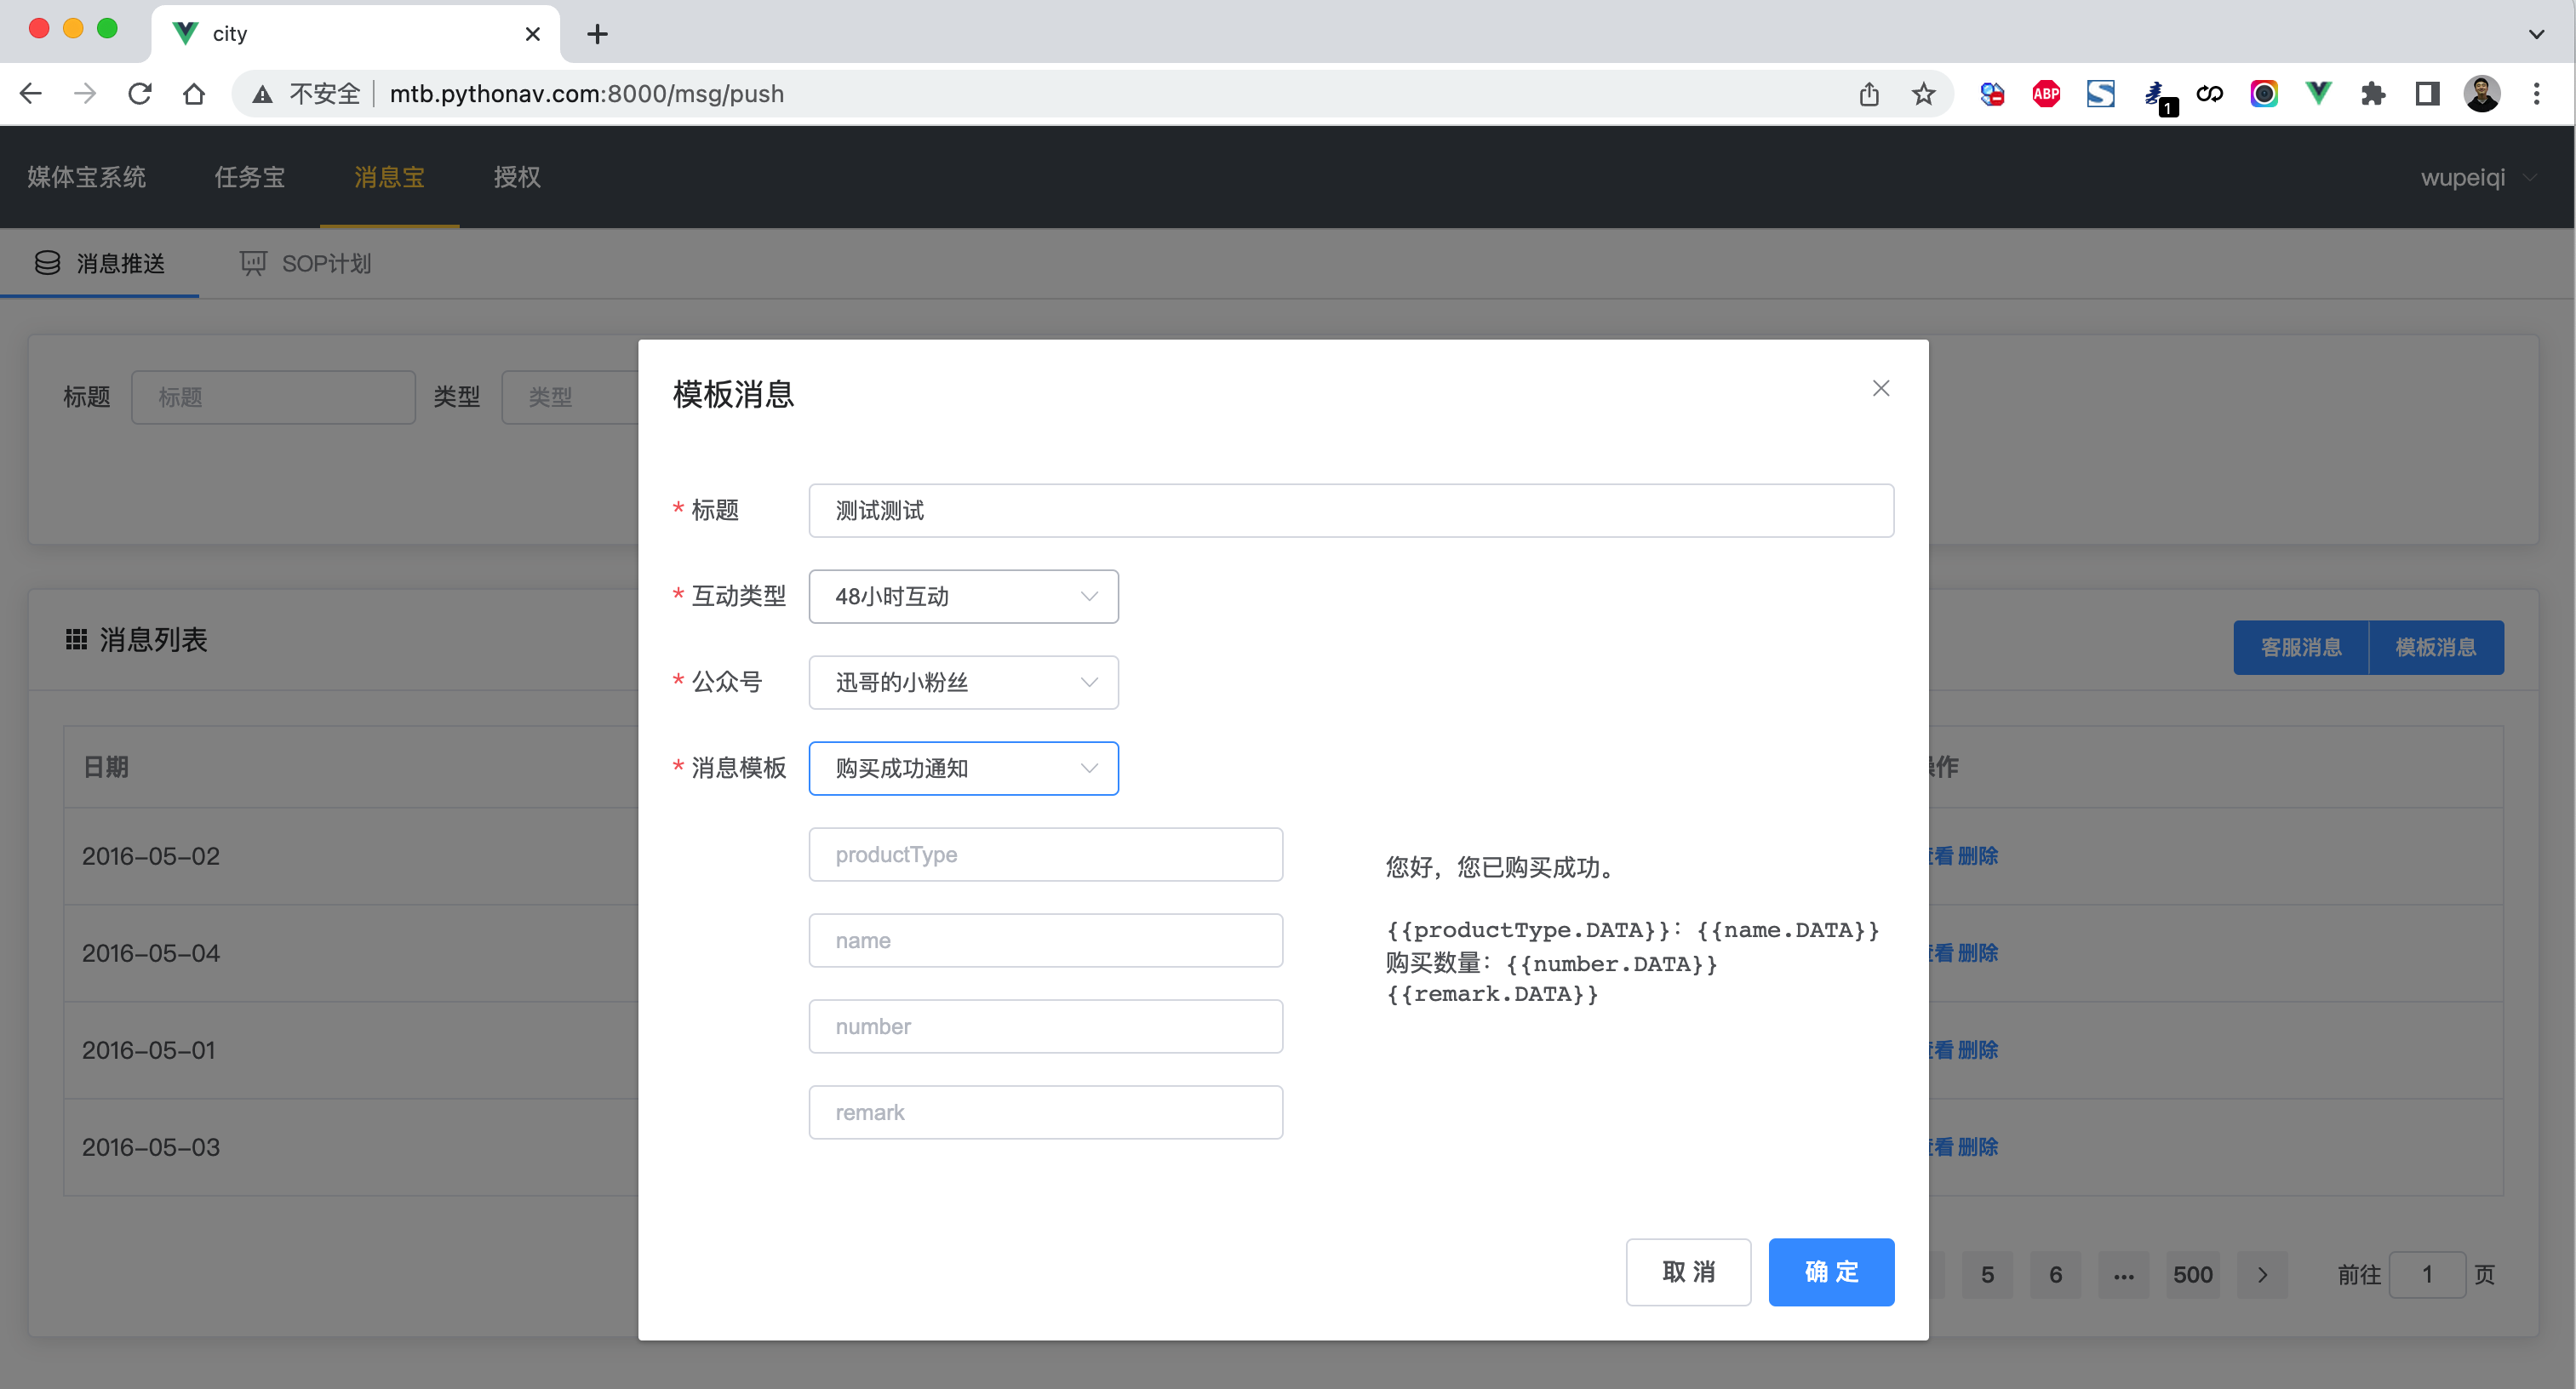 city
不安全 mtb.pythonav.com:8000/msg/push
ABP
1
媒体宝系统 任务宝 消息宝 授权 wupeiqi
消息推送 SOP计划
标题 标题 类型 类型
模板消息
* 标题 测试测试
* 互动类型 48小时互动
* 公众号 迅哥的小粉丝
* 消息模板 购买成功通知
productType
name
number
remark
您好，您已购买成功。
{{productType.DATA}}：{{name.DATA}}
购买数量：{{number.DATA}}
{{remark.DATA}}
取 消 确 定
消息列表 客服消息 模板消息
日期 作
2016-05-02 看 删除
2016-05-04 看 删除
2016-05-01 看 删除
2016-05-03 看 删除
5 6 ... 500 > 前往 1 页